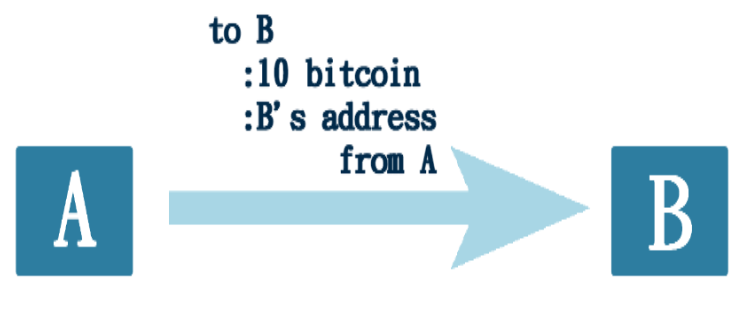 to B
:10 bitcoin
:B's address
from A
A
B